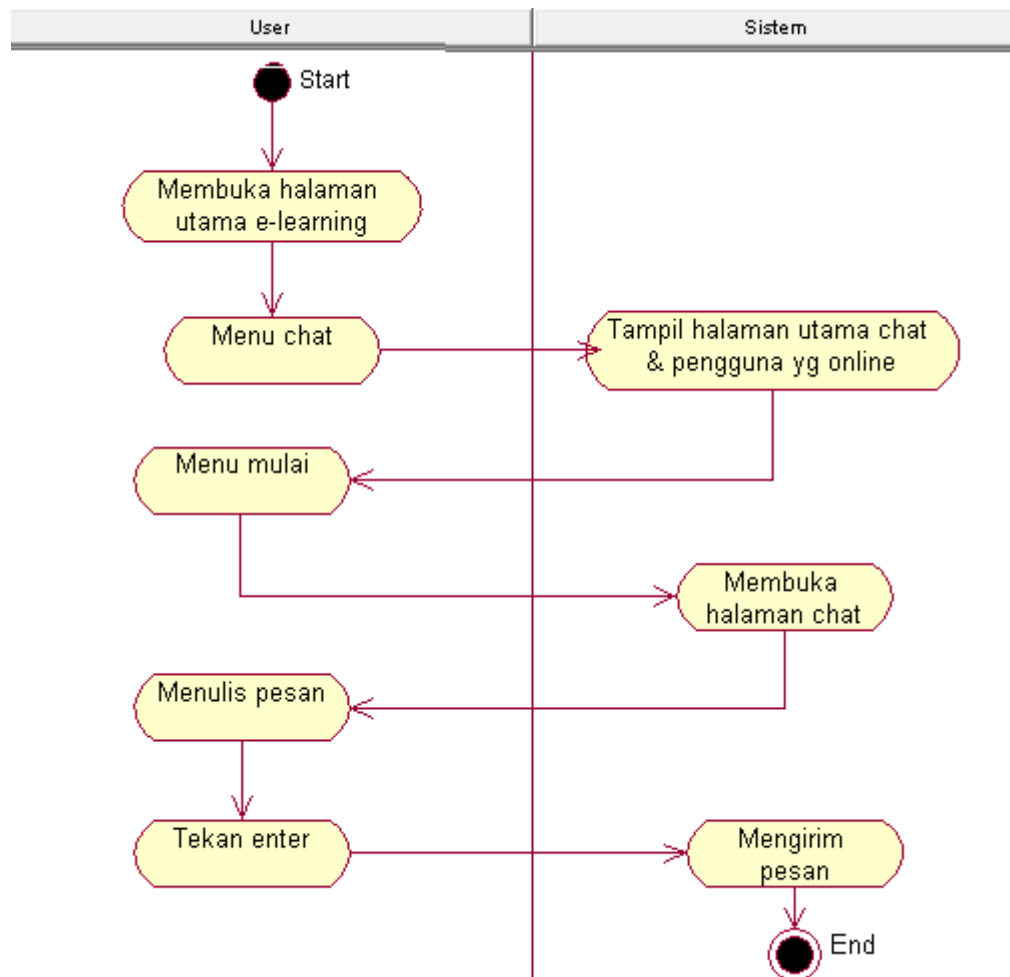 User
Sistem
Start
Membuka halaman
utama e-learning
Menu chat
Tampil halaman utama chat
& pengguna yg online
Menu mulai
Membuka
halaman chat
Menulis pesan
Tekan enter
Mengirim
pesan
End